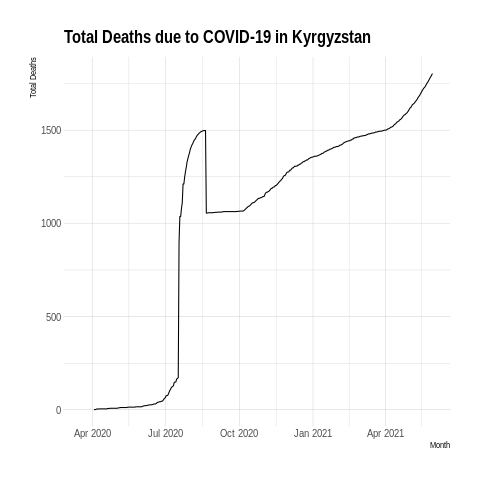 Total Deaths due to COVID-19 in Kyrgyzstan
Total Deaths
1500
1000
500
0
Apr 2020
Jul 2020
Oct 2020
Jan 2021
Apr 2021
Month